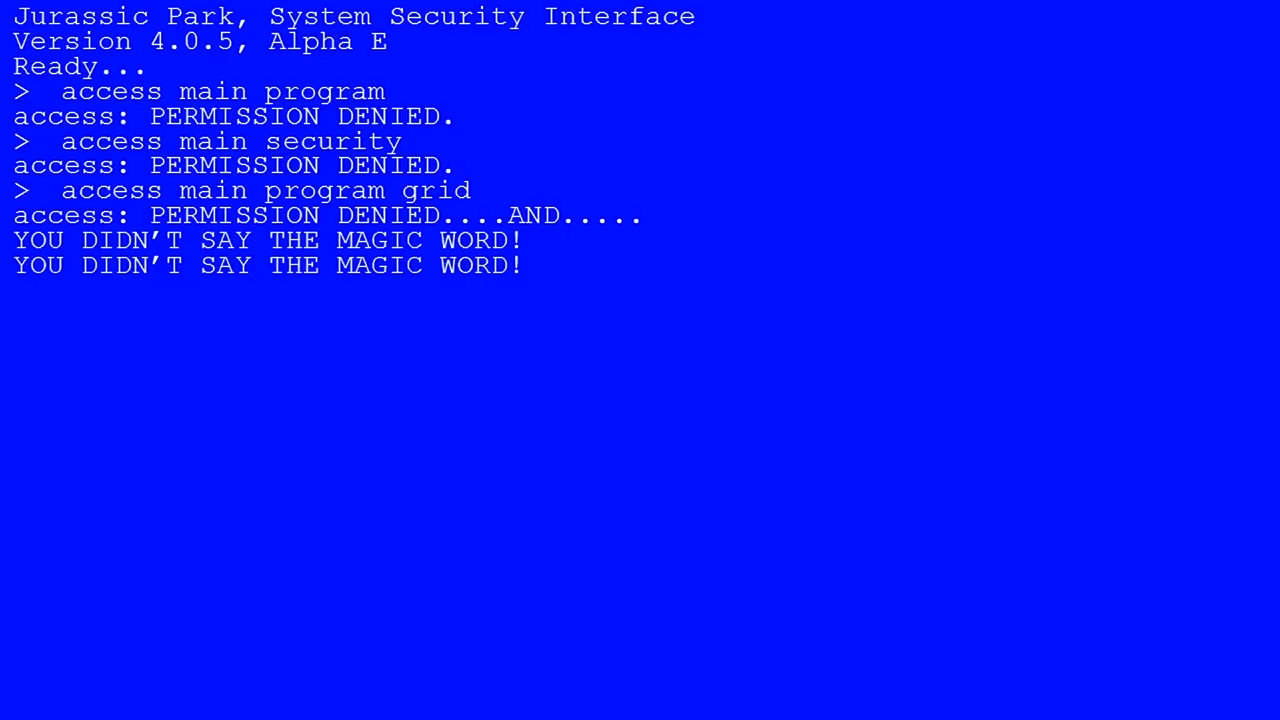 Jurassic Park, System Security Interface
Version 4.0.5, Alpha E
Ready...
>  access main program
access: PERMISSION DENIED.
>  access main security
access: PERMISSION DENIED.
>  access main program grid
access: PERMISSION DENIED....AND.....
YOU DIDN'T SAY THE MAGIC WORD!
YOU DIDN'T SAY THE MAGIC WORD!